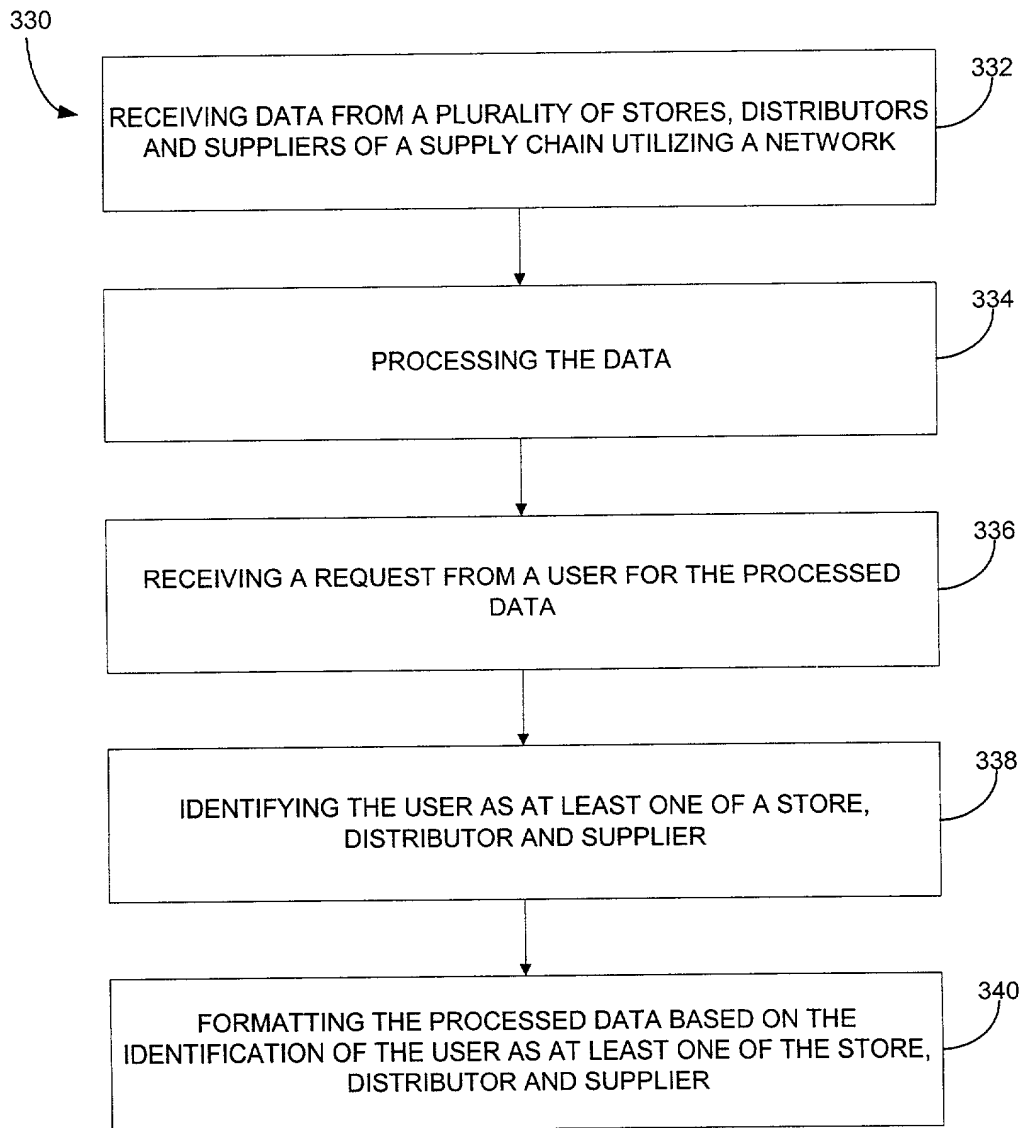 330
332
RECEIVING DATA FROM A PLURALITY OF STORES, DISTRIBUTORS
AND SUPPLIERS OF A SUPPLY CHAIN UTILIZING A NETWORK
334
PROCESSING THE DATA
336
RECEIVING A REQUEST FROM A USER FOR THE PROCESSED
DATA
338
IDENTIFYING THE USER AS AT LEAST ONE OF A STORE,
DISTRIBUTOR AND SUPPLIER
340
FORMATTING THE PROCESSED DATA BASED ON THE
IDENTIFICATION OF THE USER AS AT LEAST ONE OF THE STORE,
DISTRIBUTOR AND SUPPLIER